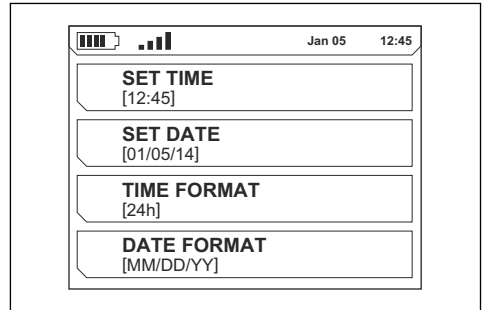 Jan 05 12:45
SET TIME
[12:45]
SET DATE
[01/05/14]
TIME FORMAT
[24h]
DATE FORMAT
[MM/DD/YY]